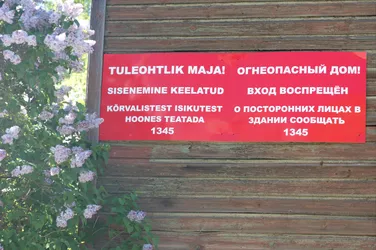 TULEOHTLIK MAJA!
SISENEMINE KEELATUD
KÕRVALISTEST ISIKUTEST
HOONES TEATADA
1345
ОГНЕОПАСНЫЙ ДОМ!
ВХОД ВОСПРЕЩЁН
О ПОСТОРОННИХ ЛИЦАХ В
ЗДАНИИ СООБЩАТЬ
1345